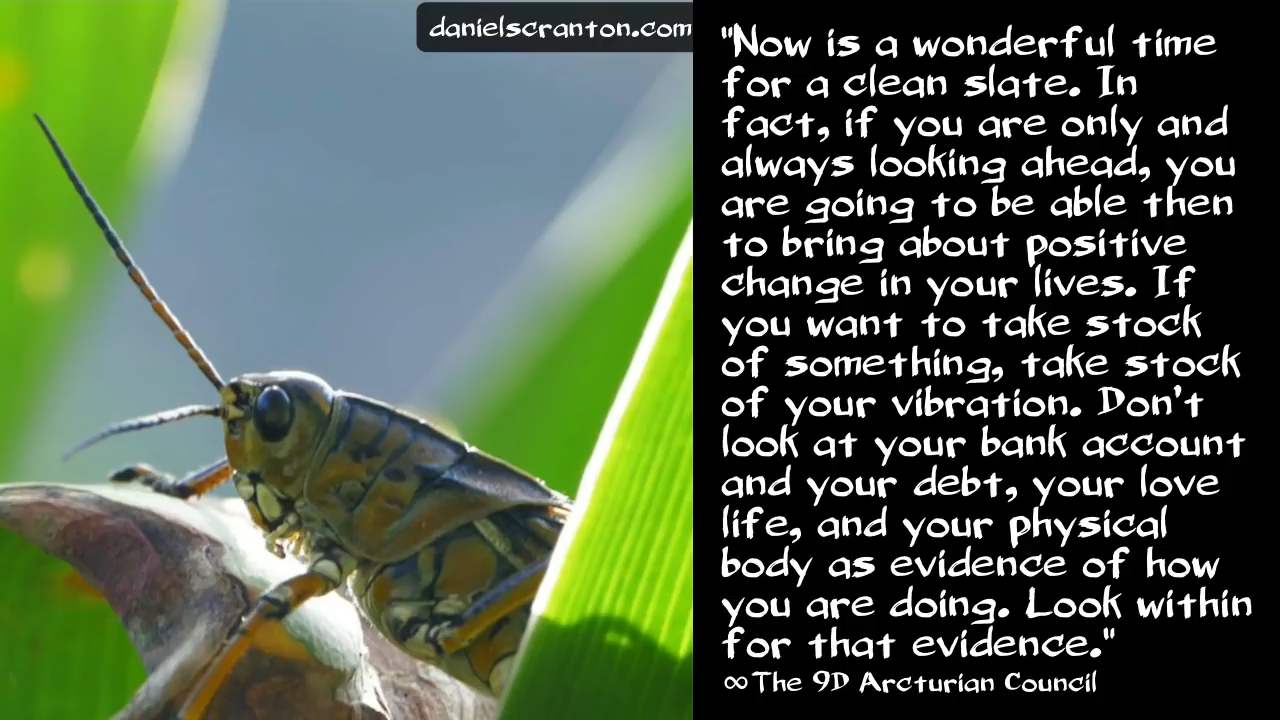 danielscranton.com
"Now is a wonderful time
for a clean slate. In
fact, if you are only and
always looking ahead, you
are going to be able then
to bring about positive
change in your lives. If
you want to take stock
of something, take stock
of your vibration. Don't
look at your bank account
and your debt, your love
life, and your physical
body as evidence of how
you are doing. Look within
for that evidence."
∞The 9D Arcturian Council